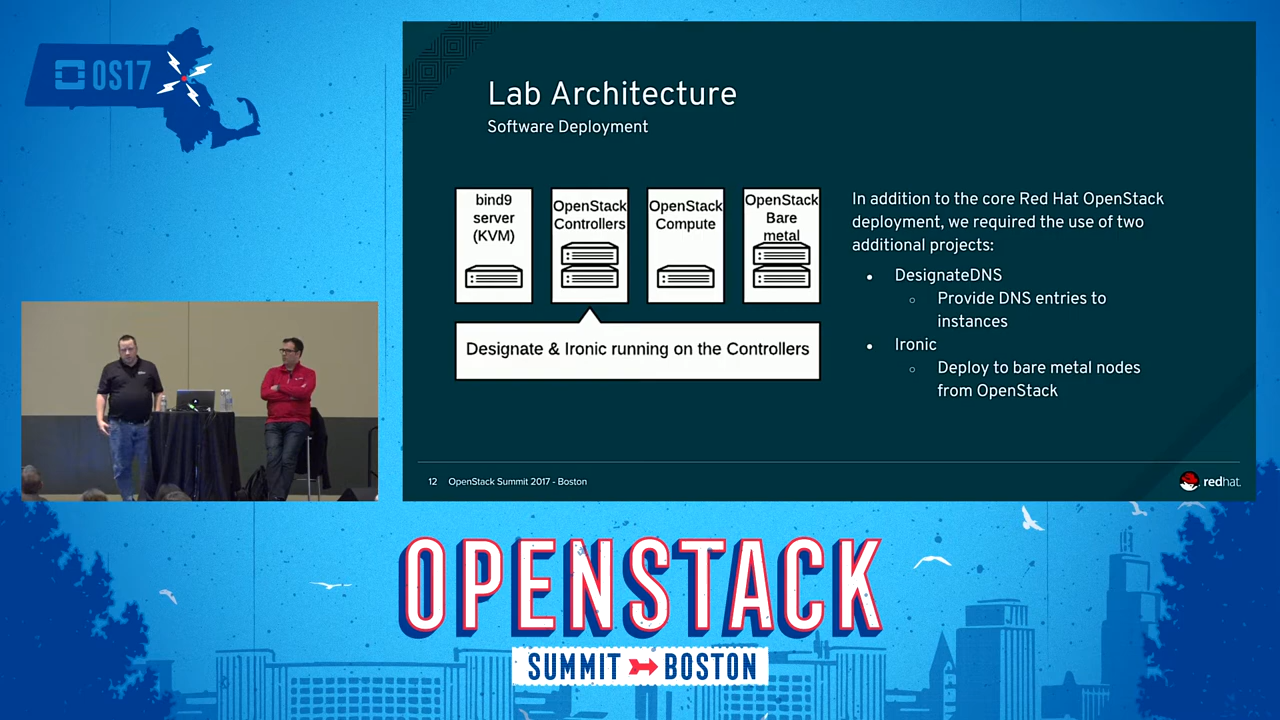 OS17
Lab Architecture
Software Deployment
bind9
server
(KVM)
OpenStack
Controllers
OpenStack
Compute
OpenStack
Bare
metal
Designate & Ironic running on the Controllers
In addition to the core Red Hat OpenStack
deployment, we required the use of two
additional projects:
• DesignateDNS
○ Provide DNS entries to
instances
• Ironic
○ Deploy to bare metal nodes
from OpenStack
12 OpenStack Summit 2017 - Boston
redhat.
OPENSTACK
SUMMIT BOSTON